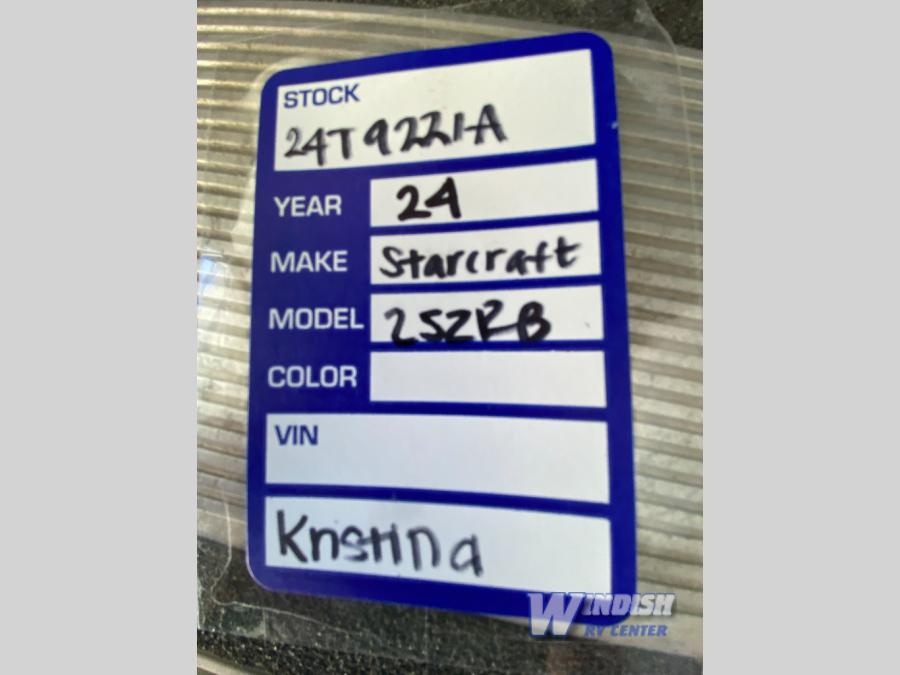 STOCK
24T9221A
YEAR 24
MAKE Starcraft
MODEL 252RB
COLOR
VIN
Kristina
WINDISH
RV CENTER